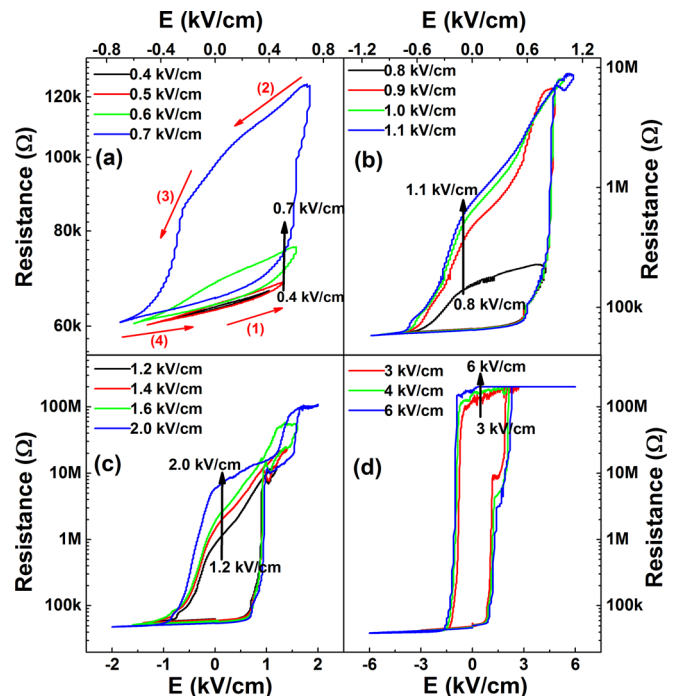 E (kV/cm)
E (kV/cm)
-0.8 -0.4 0.0 0.4 0.8
-1.2 -0.6 0.0 0.6 1.2
0.4 kV/cm
0.5 kV/cm
0.6 kV/cm
0.7 kV/cm
(a)
(1)
(2)
(3)
(4)
0.7 kV/cm
0.4 kV/cm
120k
100k
80k
60k
Resistance (Ω)
0.8 kV/cm
0.9 kV/cm
1.0 kV/cm
1.1 kV/cm
(b)
1.1 kV/cm
0.8 kV/cm
10M
1M
100k
Resistance (Ω)
1.2 kV/cm
1.4 kV/cm
1.6 kV/cm
2.0 kV/cm
(c)
2.0 kV/cm
1.2 kV/cm
100M
10M
1M
100k
Resistance (Ω)
3 kV/cm
4 kV/cm
6 kV/cm
(d)
6 kV/cm
3 kV/cm
100M
10M
1M
100k
Resistance (Ω)
-2 -1 0 1 2
-6 -3 0 3 6
E (kV/cm)
E (kV/cm)